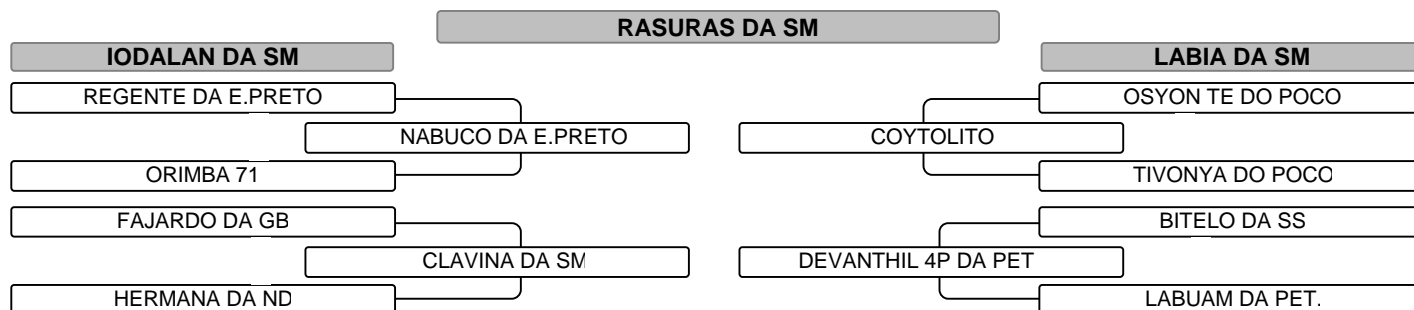 RASURAS DA SM
IODALAN DA SM
LABIA DA SM
REGENTE DA E.PRETO
OSYON TE DO POCO
NABUCO DA E.PRETO
COYTOLITO
ORIMBA 71
TIVONYA DO POCO
FAJARDO DA GB
BITELO DA SS
CLAVINA DA SM
DEVANTHIL 4P DA PET
HERMANA DA ND
LABUAM DA PET.